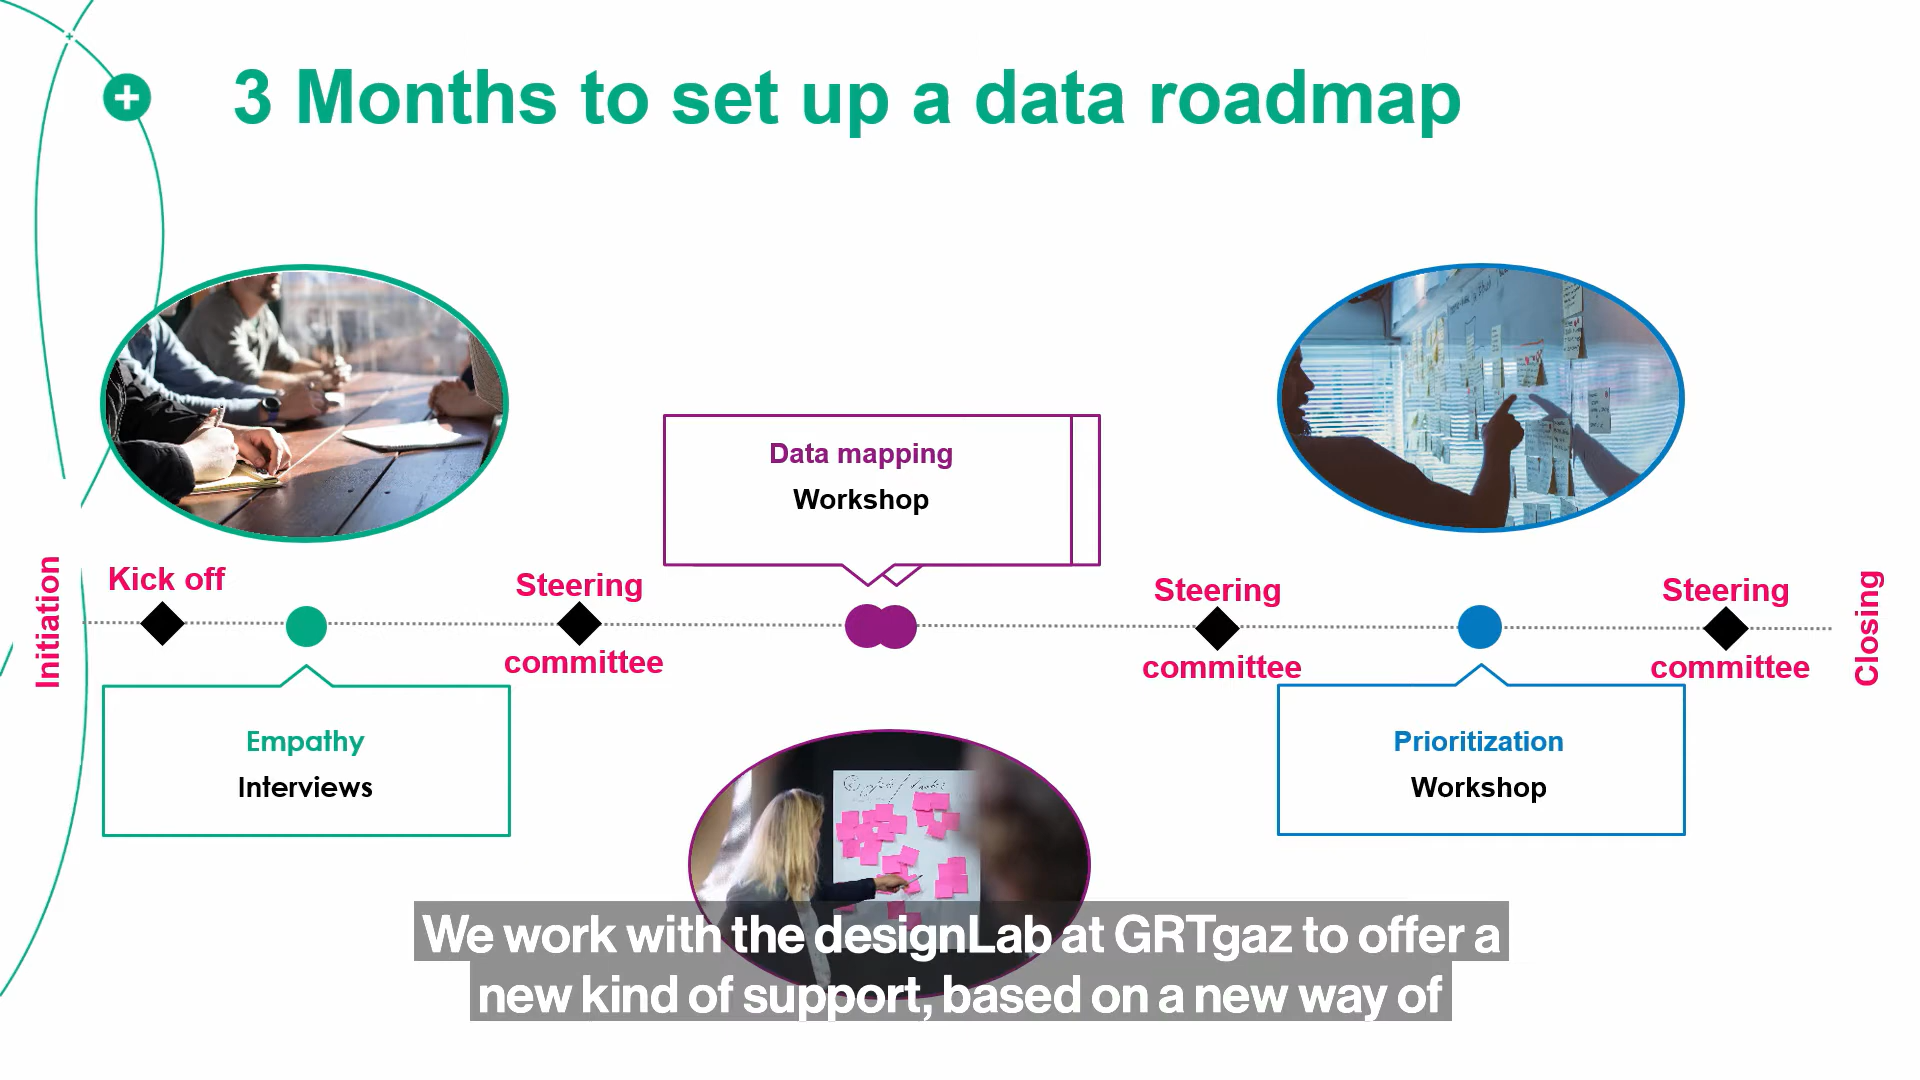 3 Months to set up a data roadmap
Data mapping
Workshop
Initiation
Kick off
Steering
committee
Steering
committee
Steering
committee
Closing
Empathy
Interviews
Prioritization
Workshop
We work with the designLab at GRTgaz to offer a
new kind of support, based on a new way of